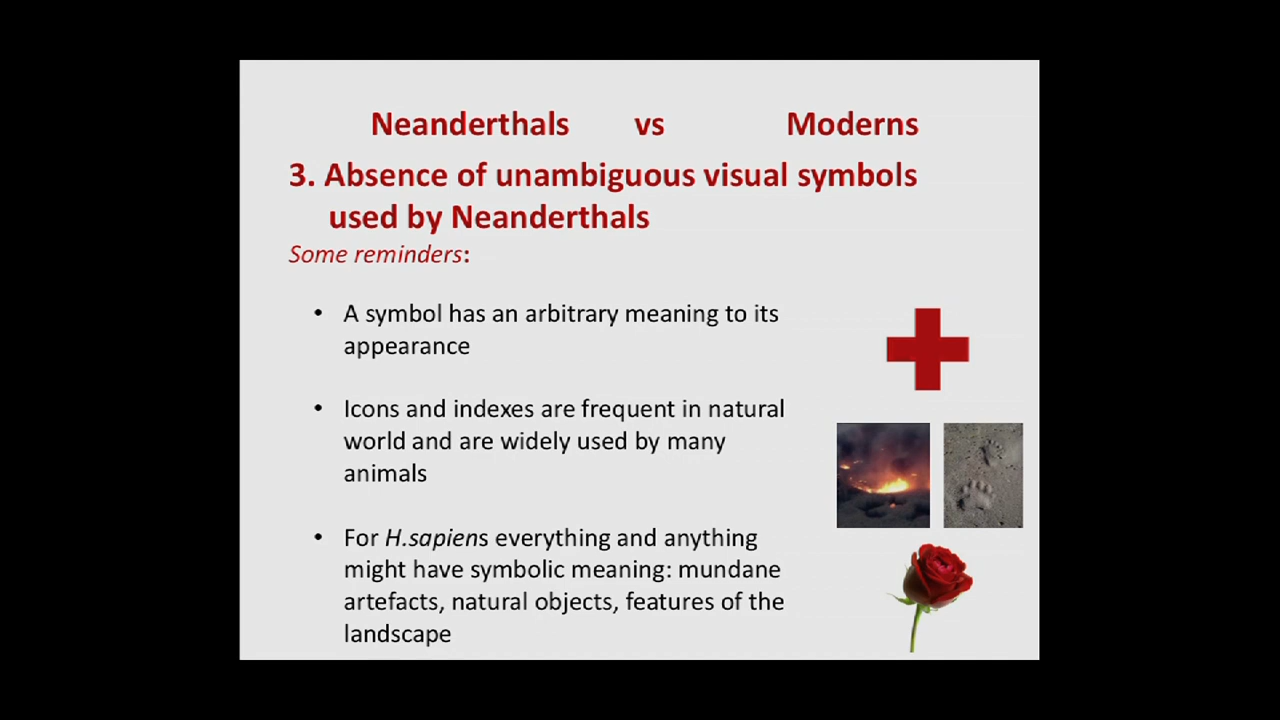 Neanderthals vs Moderns
3. Absence of unambiguous visual symbols
used by Neanderthals
Some reminders:
• A symbol has an arbitrary meaning to its
appearance
• Icons and indexes are frequent in natural
world and are widely used by many
animals
• For H.sapiens everything and anything
might have symbolic meaning: mundane
artefacts, natural objects, features of the
landscape